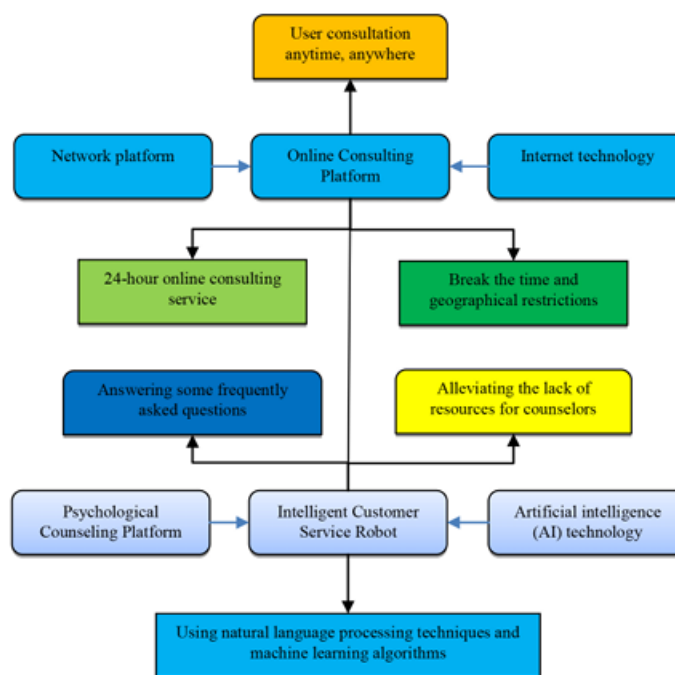 User consultation
anytime, anywhere
Network platform
Online Consulting
Platform
Internet technology
24-hour online consulting
service
Break the time and
geographical restrictions
Answering some frequently
asked questions
Alleviating the lack of
resources for counselors
Psychological
Counseling Platform
Intelligent Customer
Service Robot
Artificial intelligence
(AI) technology
Using natural language processing techniques and
machine learning algorithms